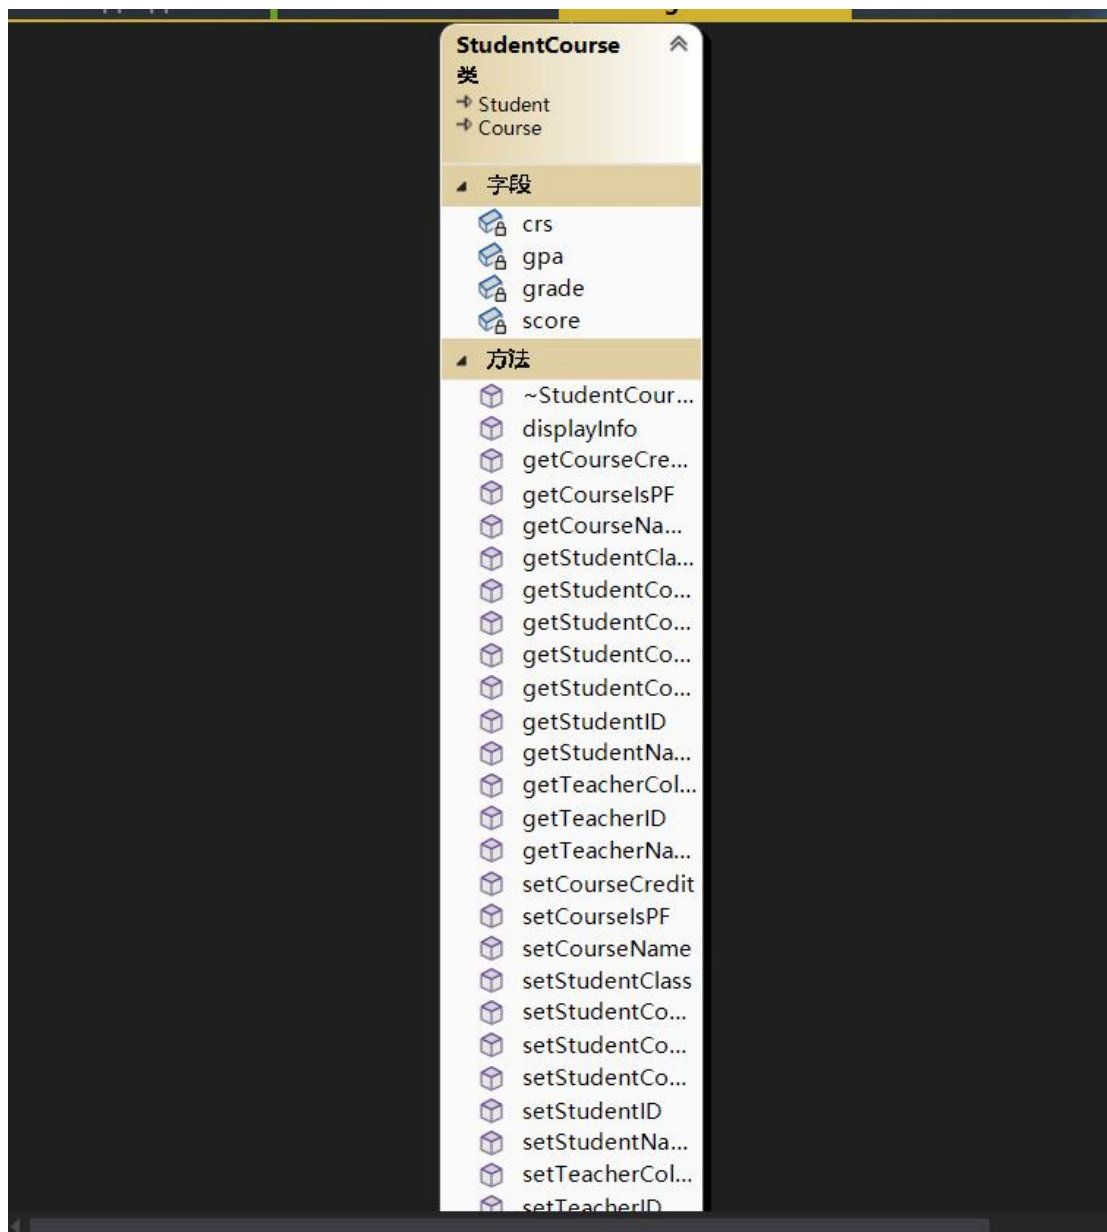 StudentCourse
类
Student
Course
字段
crs
gpa
grade
score
方法
~StudentCour...
displayInfo
getCourseCre...
getCourseIsPF
getCourseNa...
getStudentCla...
getStudentCo...
getStudentCo...
getStudentCo...
getStudentCo...
getStudentID
getStudentNa...
getTeacherCol...
getTeacherID
getTeacherNa...
setCourseCredit
setCourseIsPF
setCourseName
setStudentClass
setStudentCo...
setStudentCo...
setStudentCo...
setStudentID
setStudentNa...
setTeacherCol...
setTeacherID